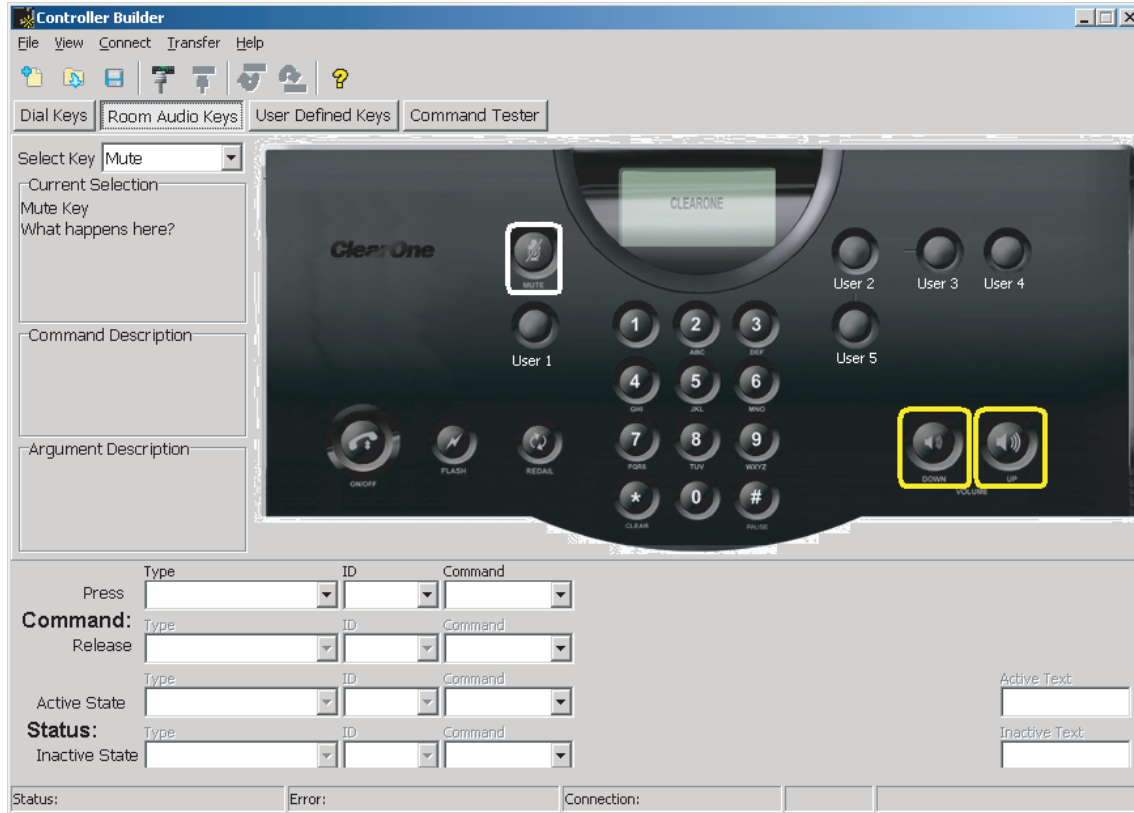 Controller Builder
File View Connect Transfer Help
Dial Keys Room Audio Keys User Defined Keys Command Tester
Select Key Mute
Current Selection
Mute Key
What happens here?
Command Description
Argument Description
CLEARONE
ClearOne
MUTE
User 1
User 2 User 3 User 4
User 5
1 2 3
ABC DEF
4 5 6
GHI JKL MNO
7 8 9
PQRS TUV WXYZ
* 0 #
CLEAR PAUSE
ON/OFF FLASH REDAIL
DOWN UP
VOLUME
Type ID Command
Press
Command:
Type ID Command
Release
Type ID Command Active Text
Active State
Status:
Type ID Command Inactive Text
Inactive State
Status: Error: Connection: